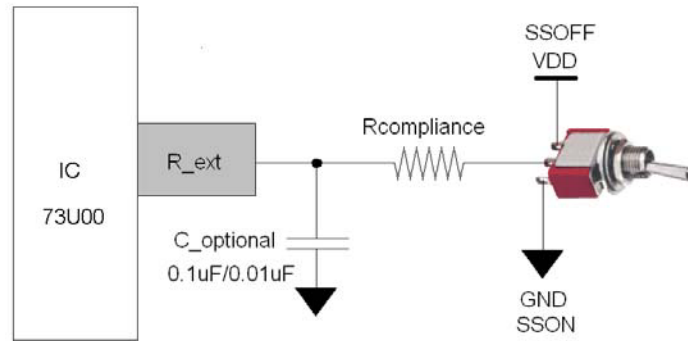 SSOFF
VDD
Rcompliance
R_ext
IC
73U00
C_optional
0.1uF/0.01uF
GND
SSON